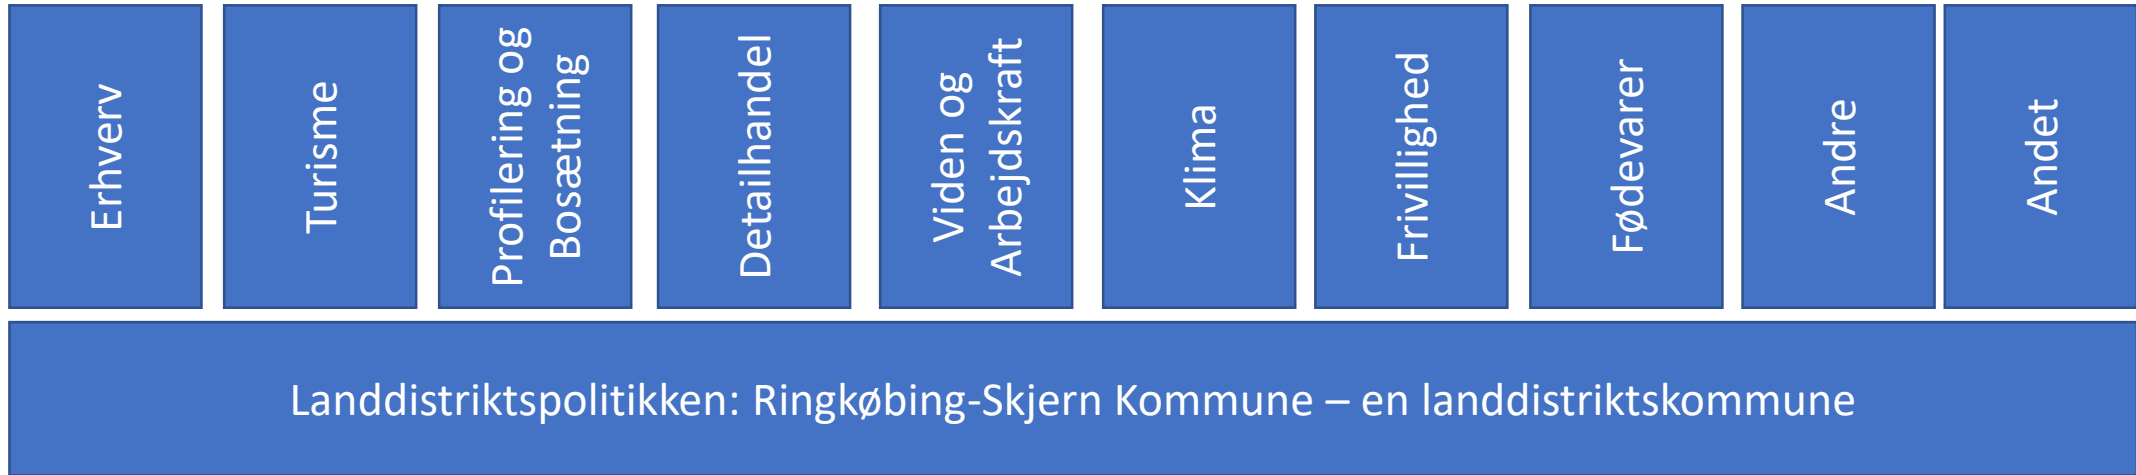 Erhverv
Turisme
Profilering og
Bosætning
Detailhandel
Viden og
Arbejdskraft
Klima
Frivillighed
Fødevarer
Andre
Andet
Landdistriktspolitikken: Ringkøbing-Skjern Kommune – en landdistriktskommune